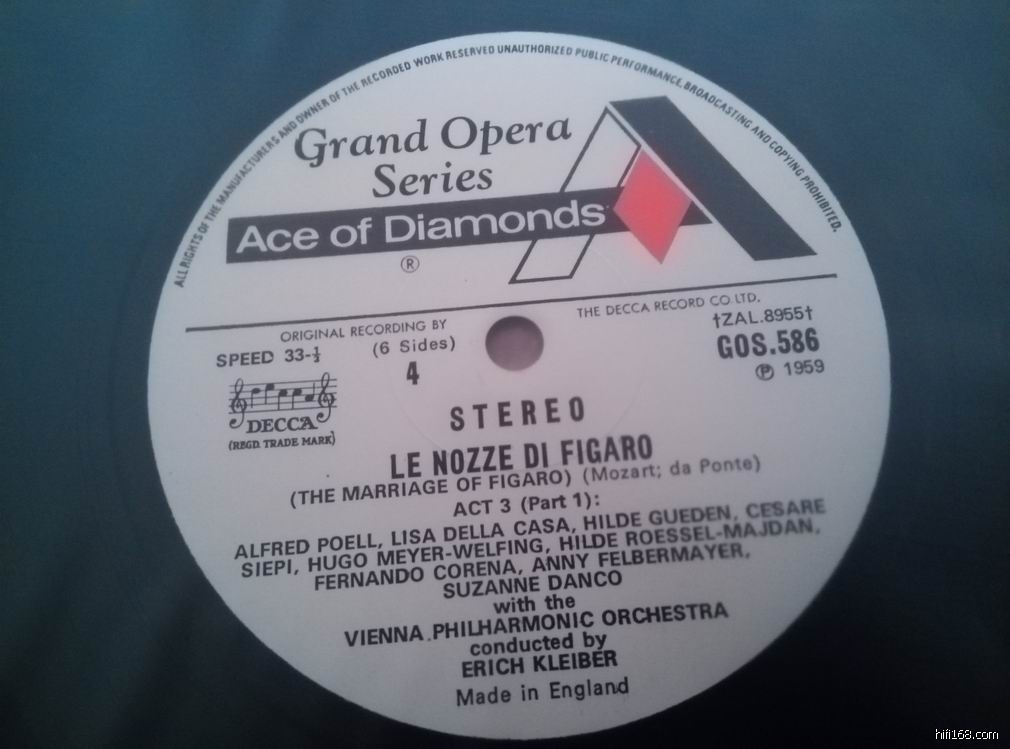 ALL RIGHTS OF THE MANUFACTURERS AND OWNER OF THE RECORDED WORK RESERVED UNAUTHORIZED PUBLIC PERFORMANCE, BROADCASTING AND COPYING PROHIBITED.
Grand Opera
Series
Ace of Diamonds
®
ORIGINAL RECORDING BY
THE DECCA RECORD CO. LTD.
SPEED 33-⅓
(6 Sides)
4
†ZAL.8955†
GOS.586
℗ 1959
DECCA
(REGD. TRADE MARK)
STEREO
LE NOZZE DI FIGARO
(THE MARRIAGE OF FIGARO) (Mozart; da Ponte)
ACT 3 (Part 1):
ALFRED POELL, LISA DELLA CASA, HILDE GUEDEN, CESARE
SIEPI, HUGO MEYER-WELFING, HILDE ROESSEL-MAJDAN,
FERNANDO CORENA, ANNY FELBERMAYER,
SUZANNE DANCO
with the
VIENNA PHILHARMONIC ORCHESTRA
conducted by
ERICH KLEIBER
Made in England
hifi168.com